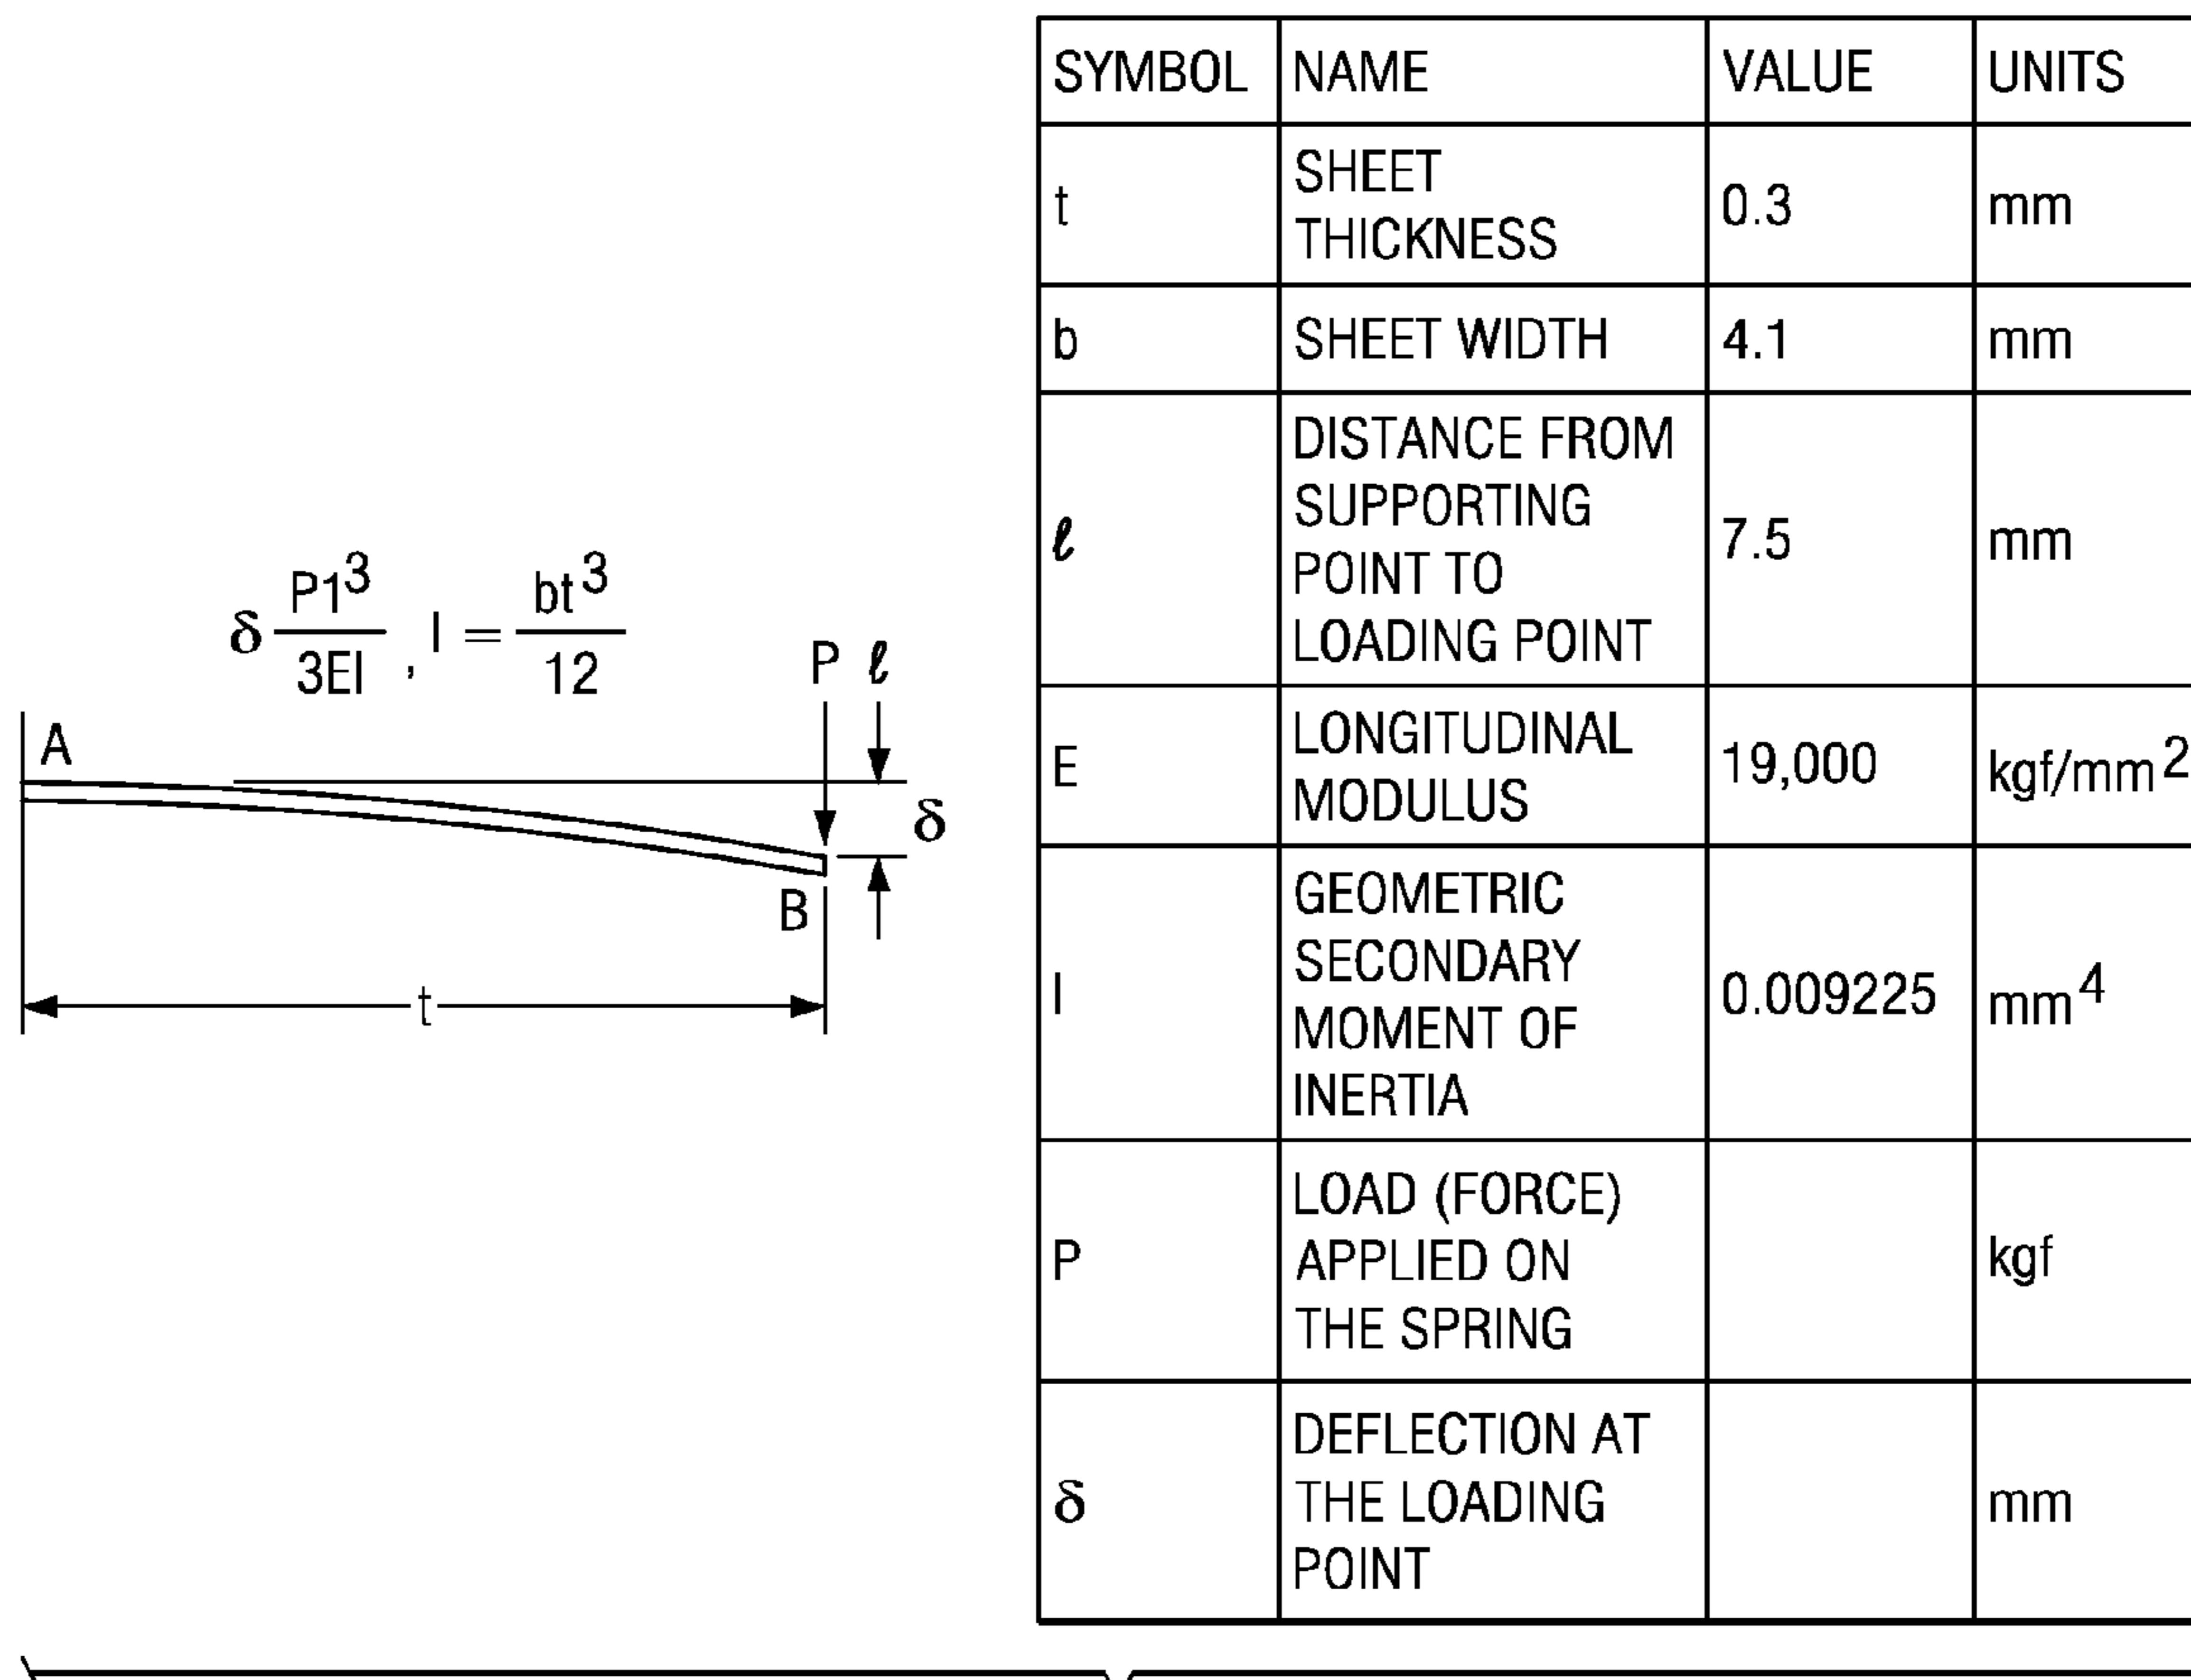 δ P1³/3EI , I = bt³/12
P ℓ
A
δ
B
t
SYMBOL NAME VALUE UNITS
t SHEET THICKNESS 0.3 mm
b SHEET WIDTH 4.1 mm
ℓ DISTANCE FROM SUPPORTING POINT TO LOADING POINT 7.5 mm
E LONGITUDINAL MODULUS 19,000 kgf/mm²
I GEOMETRIC SECONDARY MOMENT OF INERTIA 0.009225 mm⁴
P LOAD (FORCE) APPLIED ON THE SPRING kgf
δ DEFLECTION AT THE LOADING POINT mm